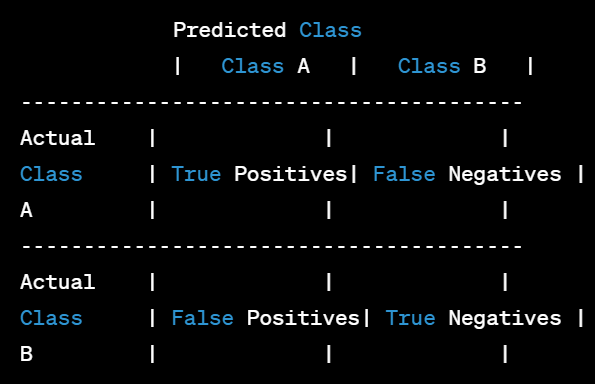 Predicted Class
|   Class A   |   Class B   |
----------------------------------------
Actual    |             |             |
Class     | True Positives| False Negatives |
A         |             |             |
----------------------------------------
Actual    |             |             |
Class     | False Positives| True Negatives |
B         |             |             |